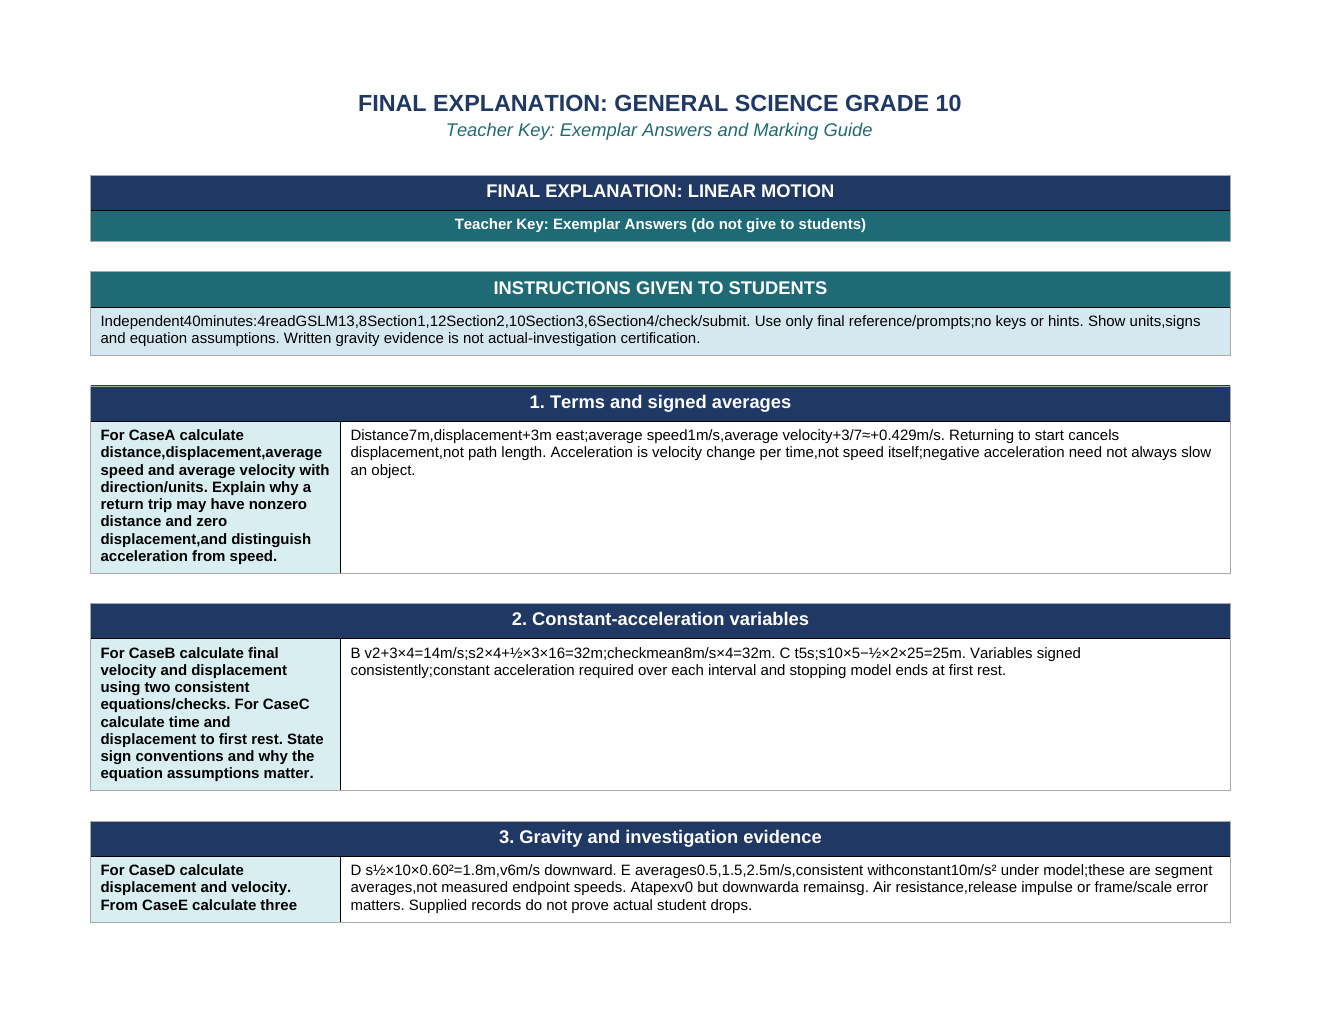 FINAL EXPLANATION: GENERAL SCIENCE GRADE 10
Teacher Key: Exemplar Answers and Marking Guide
FINAL EXPLANATION: LINEAR MOTION
Teacher Key: Exemplar Answers (do not give to students)
INSTRUCTIONS GIVEN TO STUDENTS
Independent40minutes:4readGSLM13,8Section1,12Section2,10Section3,6Section4/check/submit. Use only final reference/prompts;no keys or hints. Show units,signs
and equation assumptions. Written gravity evidence is not actual-investigation certification.
1. Terms and signed averages
For CaseA calculate
distance,displacement,average
speed and average velocity with
direction/units. Explain why a
return trip may have nonzero
distance and zero
displacement,and distinguish
acceleration from speed.
Distance7m,displacement+3m east;average speed1m/s,average velocity+3/7≈+0.429m/s. Returning to start cancels
displacement,not path length. Acceleration is velocity change per time,not speed itself;negative acceleration need not always slow
an object.
2. Constant-acceleration variables
For CaseB calculate final
velocity and displacement
using two consistent
equations/checks. For CaseC
calculate time and
displacement to first rest. State
sign conventions and why the
equation assumptions matter.
B v2+3×4=14m/s;s2×4+½×3×16=32m;checkmean8m/s×4=32m. C t5s;s10×5−½×2×25=25m. Variables signed
consistently;constant acceleration required over each interval and stopping model ends at first rest.
3. Gravity and investigation evidence
For CaseD calculate
displacement and velocity.
From CaseE calculate three
D s½×10×0.60²=1.8m,v6m/s downward. E averages0.5,1.5,2.5m/s,consistent withconstant10m/s² under model;these are segment
averages,not measured endpoint speeds. Atapexv0 but downwarda remainsg. Air resistance,release impulse or frame/scale error
matters. Supplied records do not prove actual student drops.